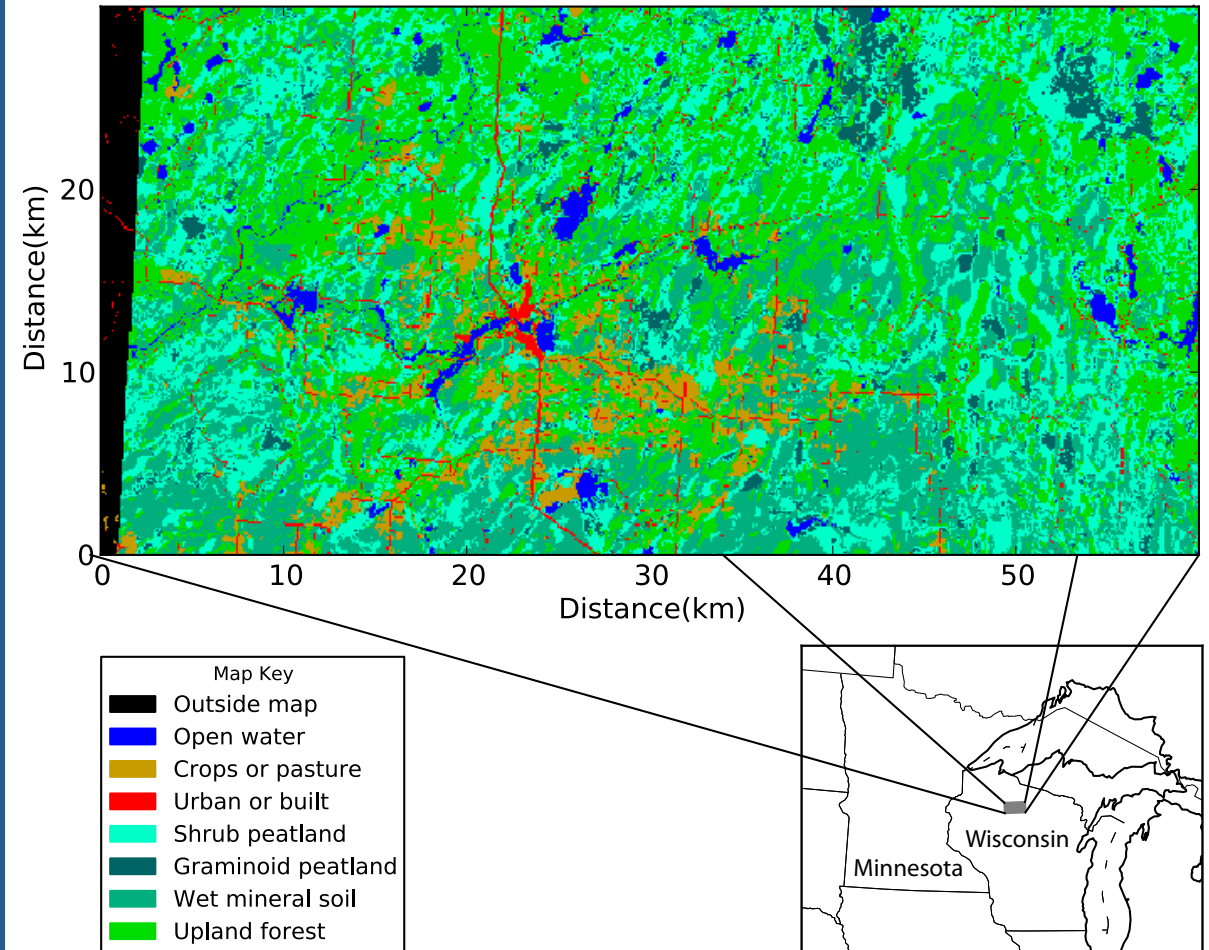 Distance(km)
20
10
0
0 10 20 30 40 50
Distance(km)
Map Key
Outside map
Open water
Crops or pasture
Urban or built
Shrub peatland
Graminoid peatland
Wet mineral soil
Upland forest
Wisconsin
Minnesota